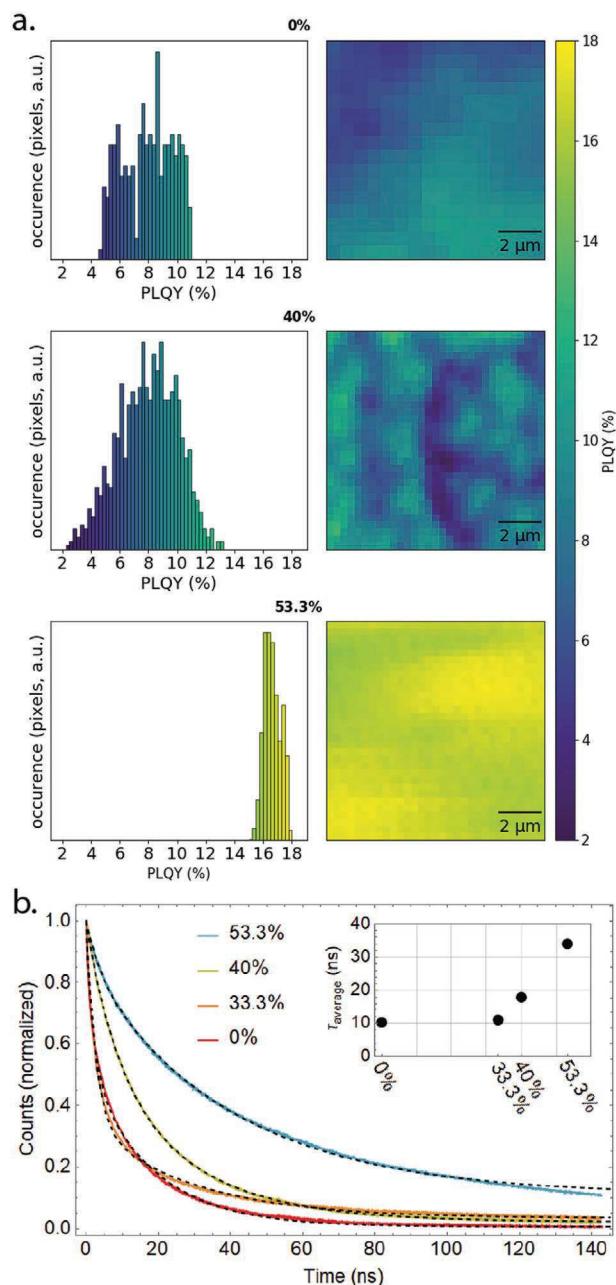 a.
0%
occurence (pixels, a.u.)
2 4 6 8 10 12 14 16 18
PLQY (%)
2 μm
40%
occurence (pixels, a.u.)
2 4 6 8 10 12 14 16 18
PLQY (%)
2 μm
53.3%
occurence (pixels, a.u.)
2 4 6 8 10 12 14 16 18
PLQY (%)
2 μm
18
16
14
12
10
8
6
4
2
PLQY (%)
b.
Counts (normalized)
1.0
0.8
0.6
0.4
0.2
0.0
0 20 40 60 80 100 120 140
Time (ns)
53.3%
40%
33.3%
0%
Taverage (ns)
40
30
20
10
0
0%
33.3%
40%
53.3%